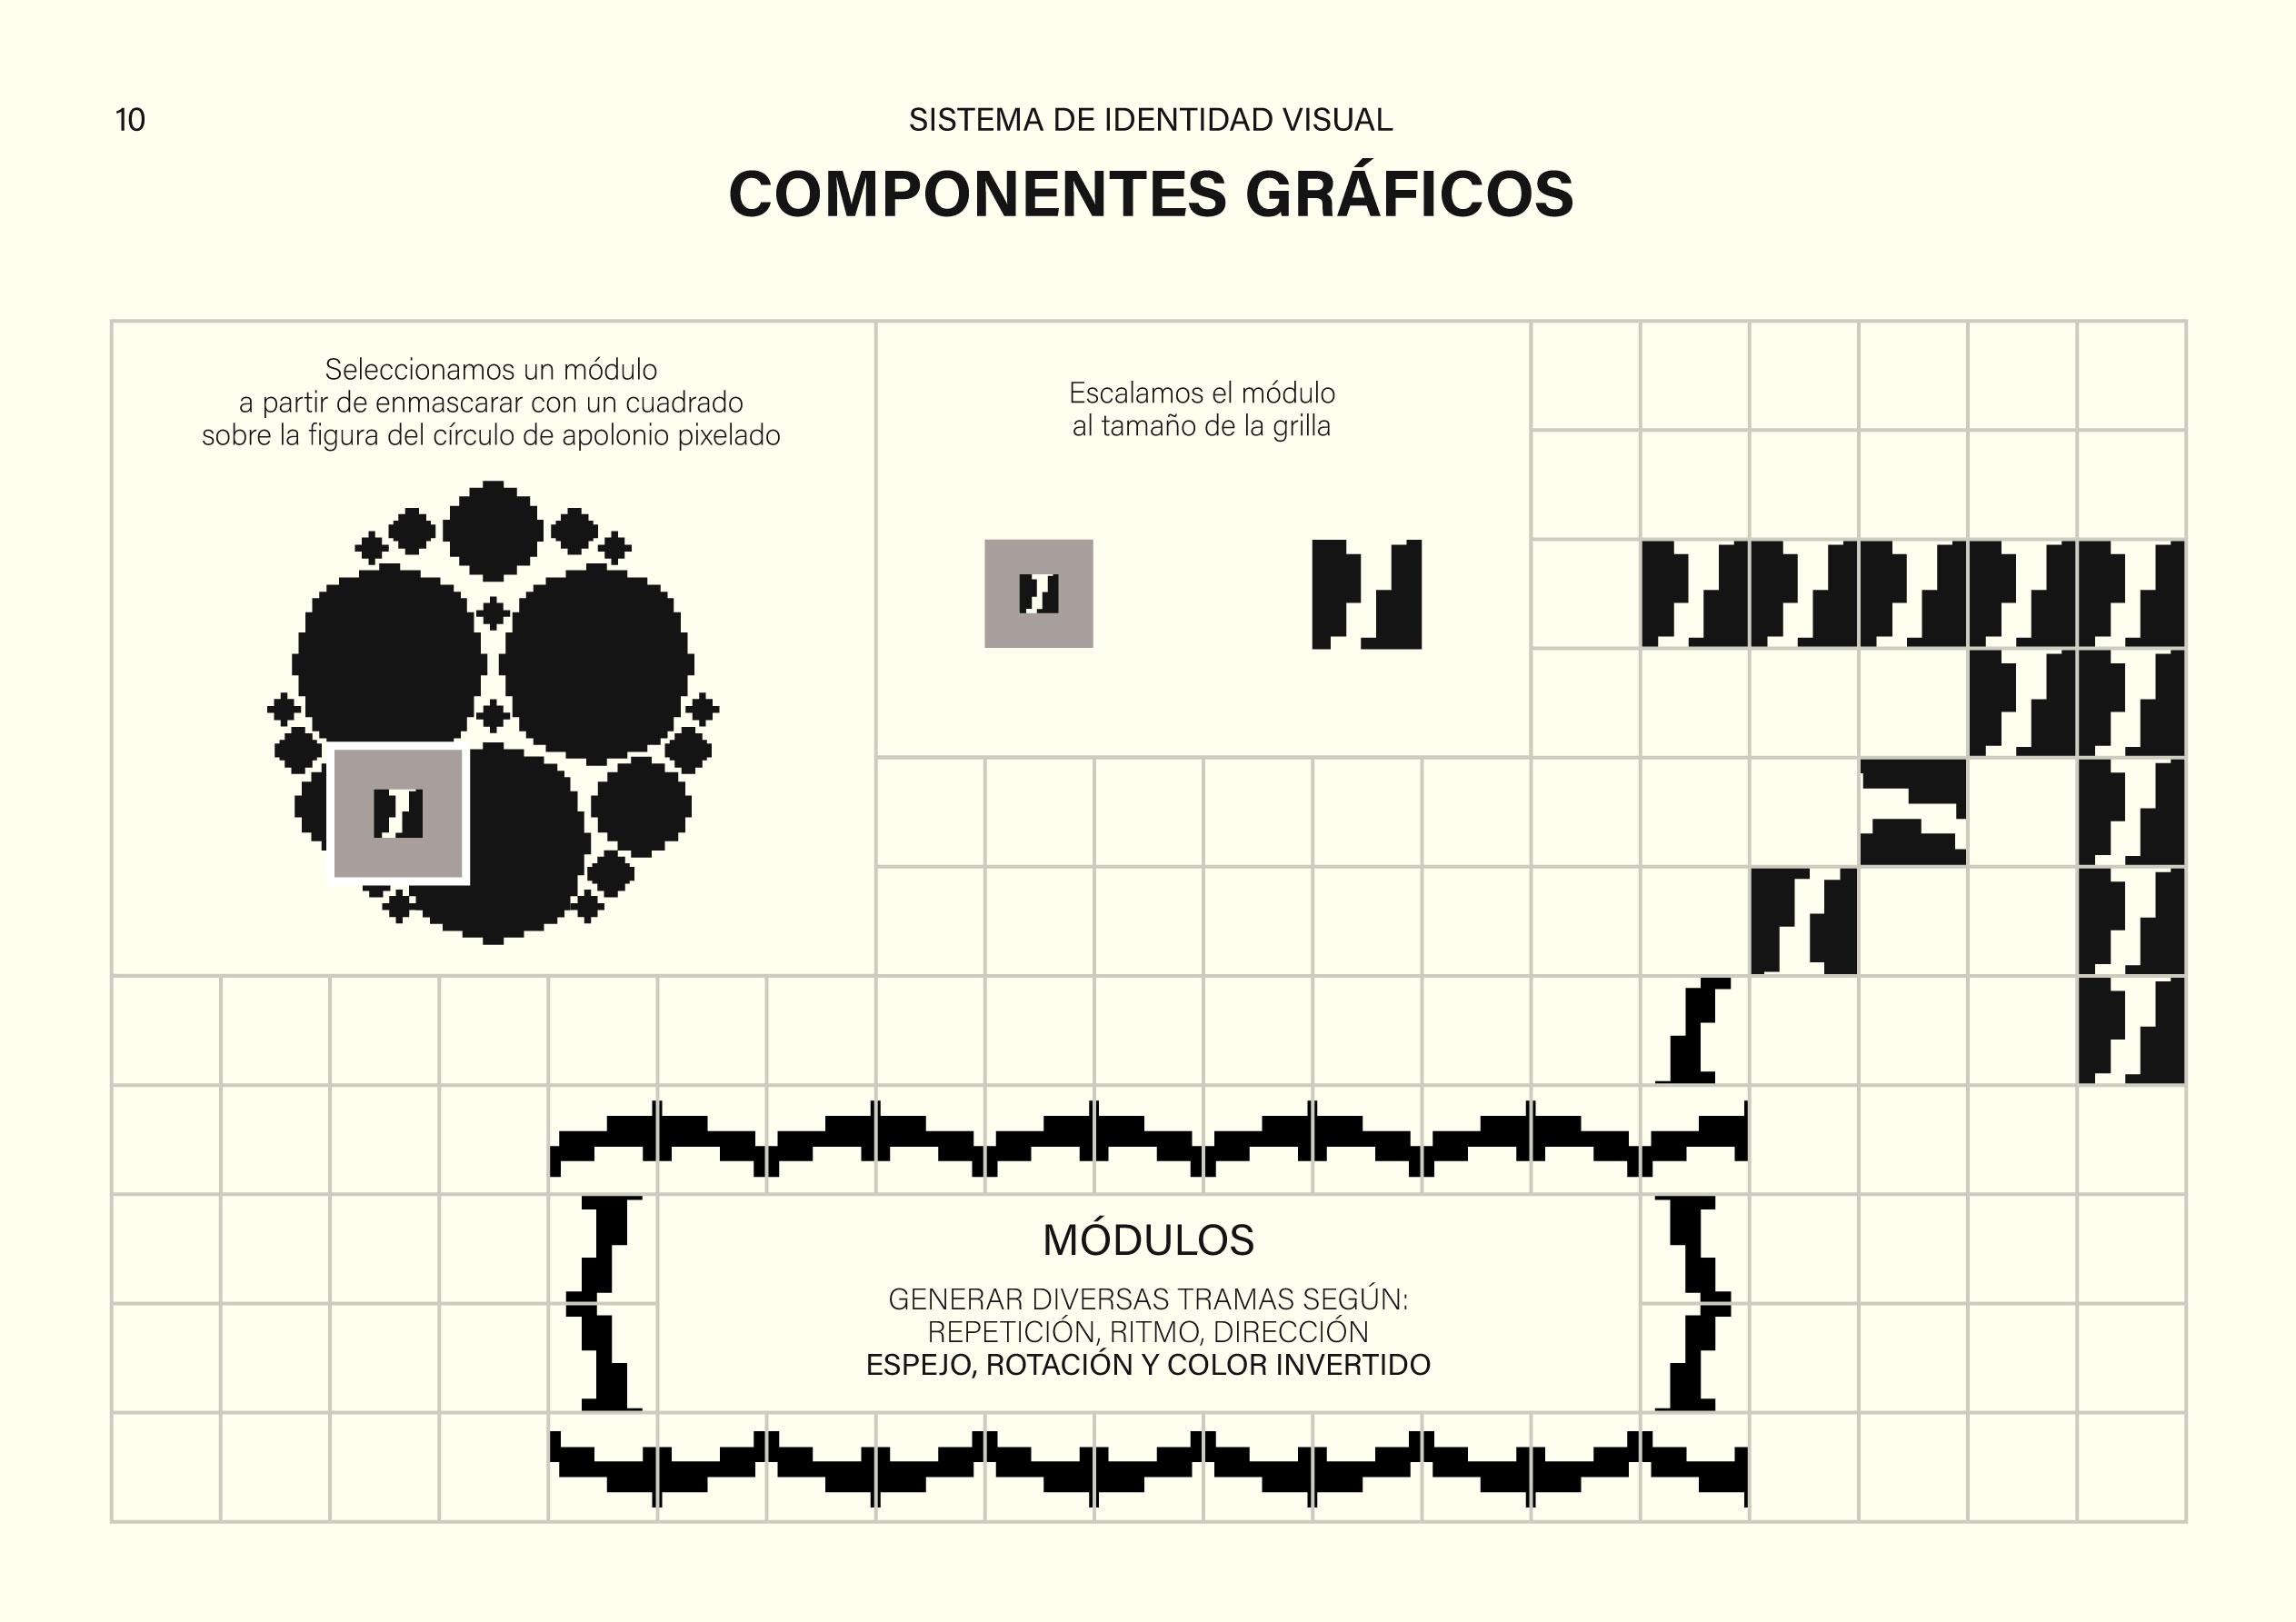 10
SISTEMA DE IDENTIDAD VISUAL
COMPONENTES GRÁFICOS
Seleccionamos un módulo
a partir de enmascarar con un cuadrado
sobre la figura del círculo de apolonio pixelado
Escalamos el módulo
al tamaño de la grilla
MÓDULOS
GENERAR DIVERSAS TRAMAS SEGÚN:
REPETICIÓN, RITMO, DIRECCIÓN
ESPEJO, ROTACIÓN Y COLOR INVERTIDO